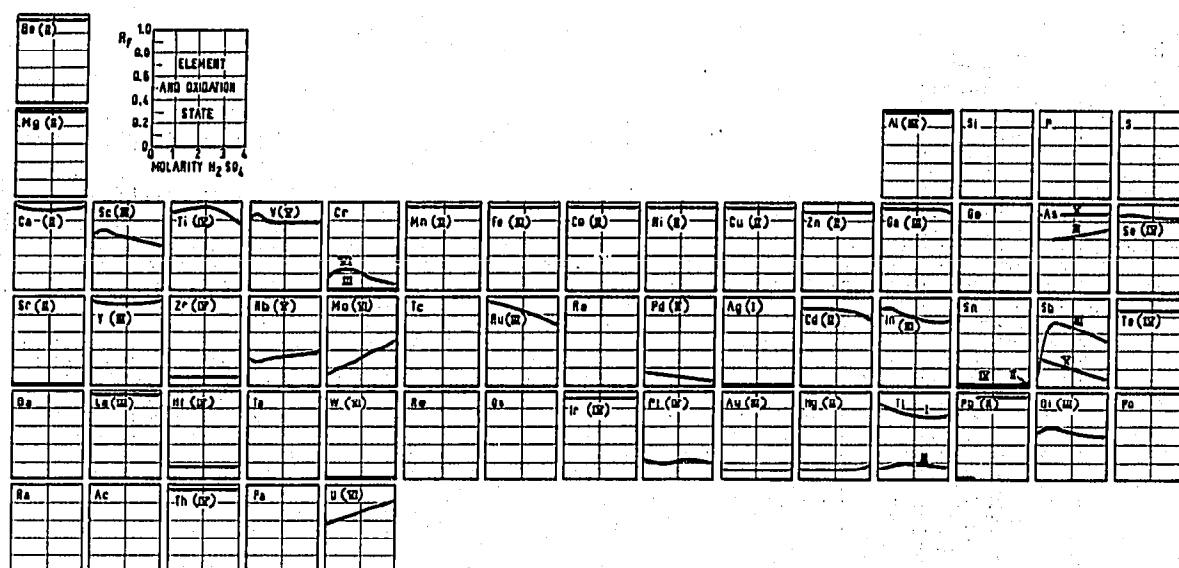 Be (II)
R_F 1.0
0.8
0.6
0.4
0.2
0
ELEMENT
AND OXIDATION
STATE
0 1 2 3 4
MOLARITY H2SO4
Mg (II) Al (III) Si P S
Ca (II) Sc (III) Ti (IV) V (V) Cr Mn (II) Fe (III) Co (II) Ni (II) Cu (II) Zn (II) Ga (III) Ge As V Se (IV)
VI
III III
Sr (II) Y (III) Zr (IV) Nb (V) Mo (VI) Tc Ru (III) Pd (II) Ag (I) Cd (II) In (III) Sn Sb III Te (IV)
IV II V
Ba La (III) Hf (IV) Ta W (VI) Re Os Ir (IV) Pt (IV) Au (III) Hg (II) Tl I Pb (II) Bi (III) Po
III
Ra Ac Th (IV) Pa U (VI)